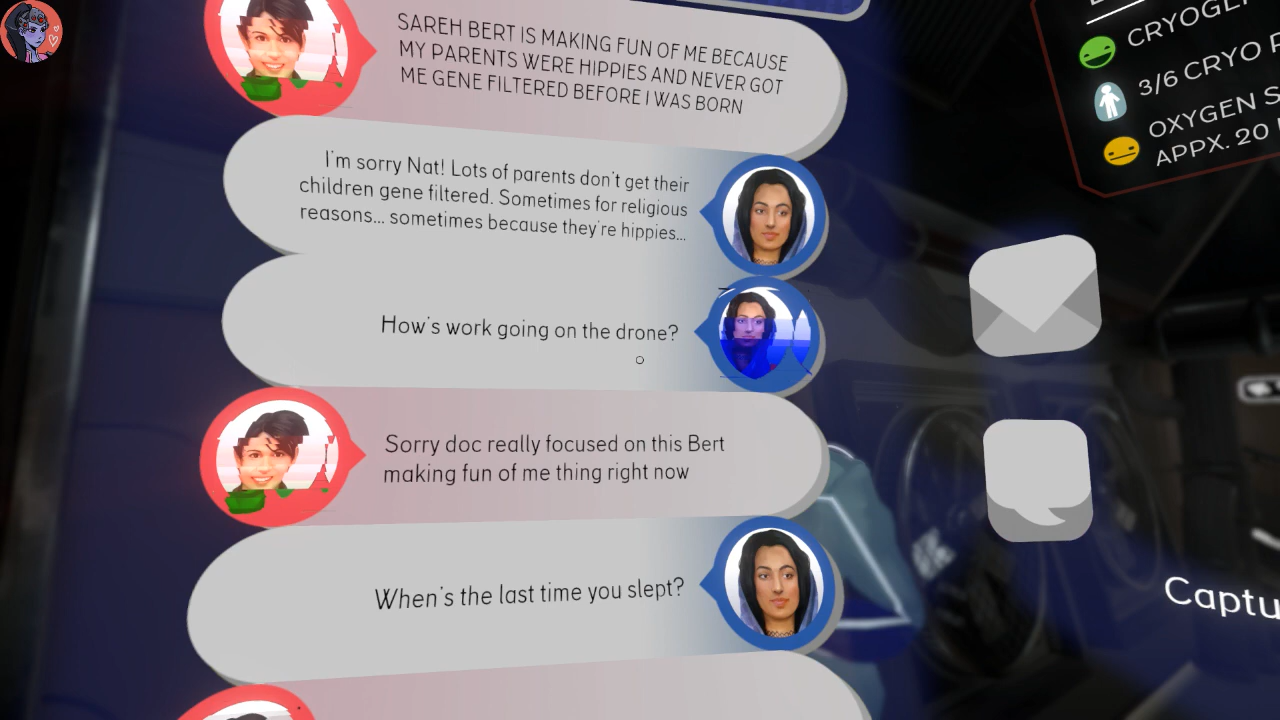 SAREH BERT IS MAKING FUN OF ME BECAUSE
MY PARENTS WERE HIPPIES AND NEVER GOT
ME GENE FILTERED BEFORE I WAS BORN
I'm sorry Nat! Lots of parents don't get their
children gene filtered. Sometimes for religious
reasons... sometimes because they're hippies...
How's work going on the drone?
Sorry doc really focused on this Bert
making fun of me thing right now
When's the last time you slept?
3/6 CRYO
OXYGEN
APPX. 20